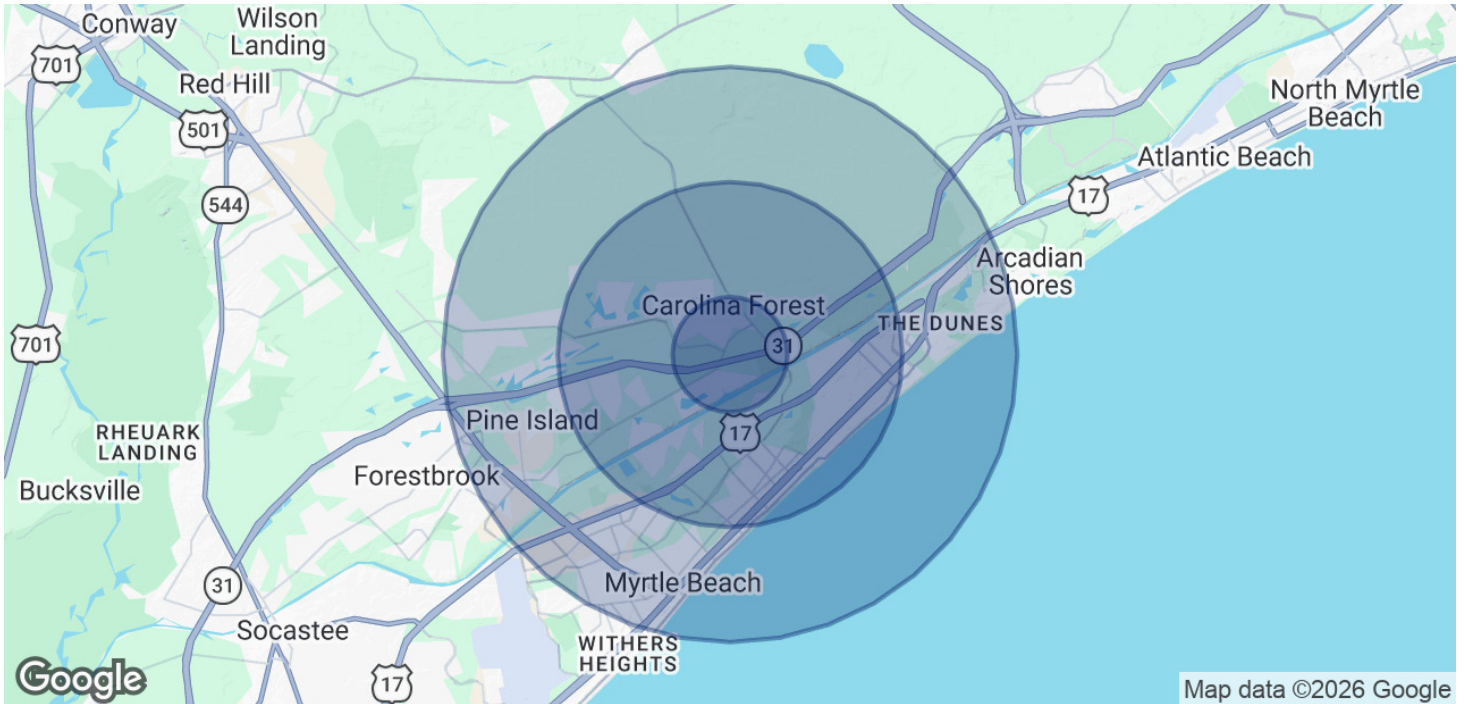 Conway
Wilson
Landing
701
Red Hill
501
544
North Myrtle
Beach
Atlantic Beach
17
Arcadian
Shores
Carolina Forest
THE DUNES
31
701
Pine Island
17
RHEUARK
LANDING
Forestbrook
Bucksville
31
Myrtle Beach
Socastee
WITHERS
HEIGHTS
17
Google
Map data ©2026 Google